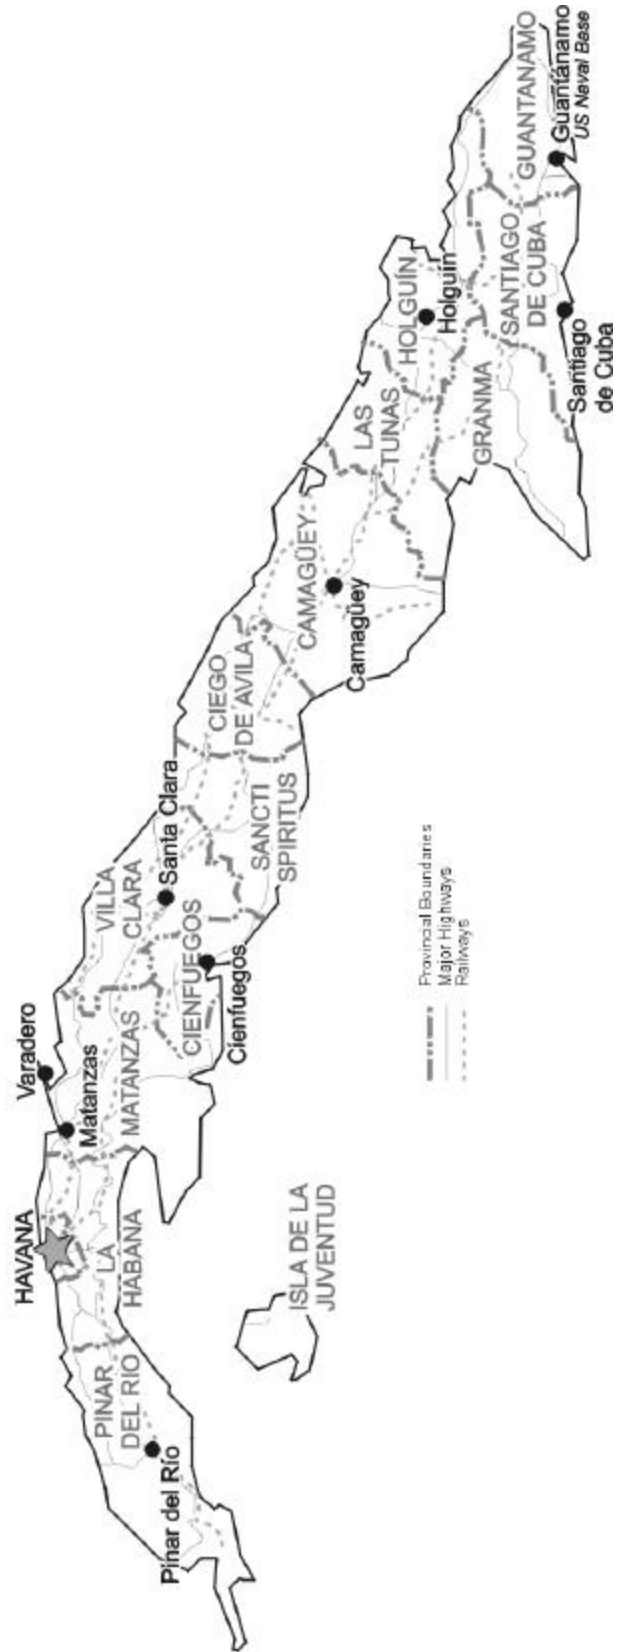 HAVANA
Varadero
Matanzas
PINAR
DEL RIO
Pinar del Río
LA
HABANA
MATANZAS
ISLA DE LA
JUVENTUD
VILLA
CLARA
Santa Clara
CIENFUEGOS
Cienfuegos
SANCTI
SPIRITUS
CIEGO
DE AVILA
CAMAGÜEY
Camagüey
LAS
TUNAS
HOLGUÍN
Holguín
GRANMA
SANTIAGO
DE CUBA
Santiago
de Cuba
GUANTANAMO
Guantánamo
US Naval Base
Provincial Boundaries
Major Highways
Railways